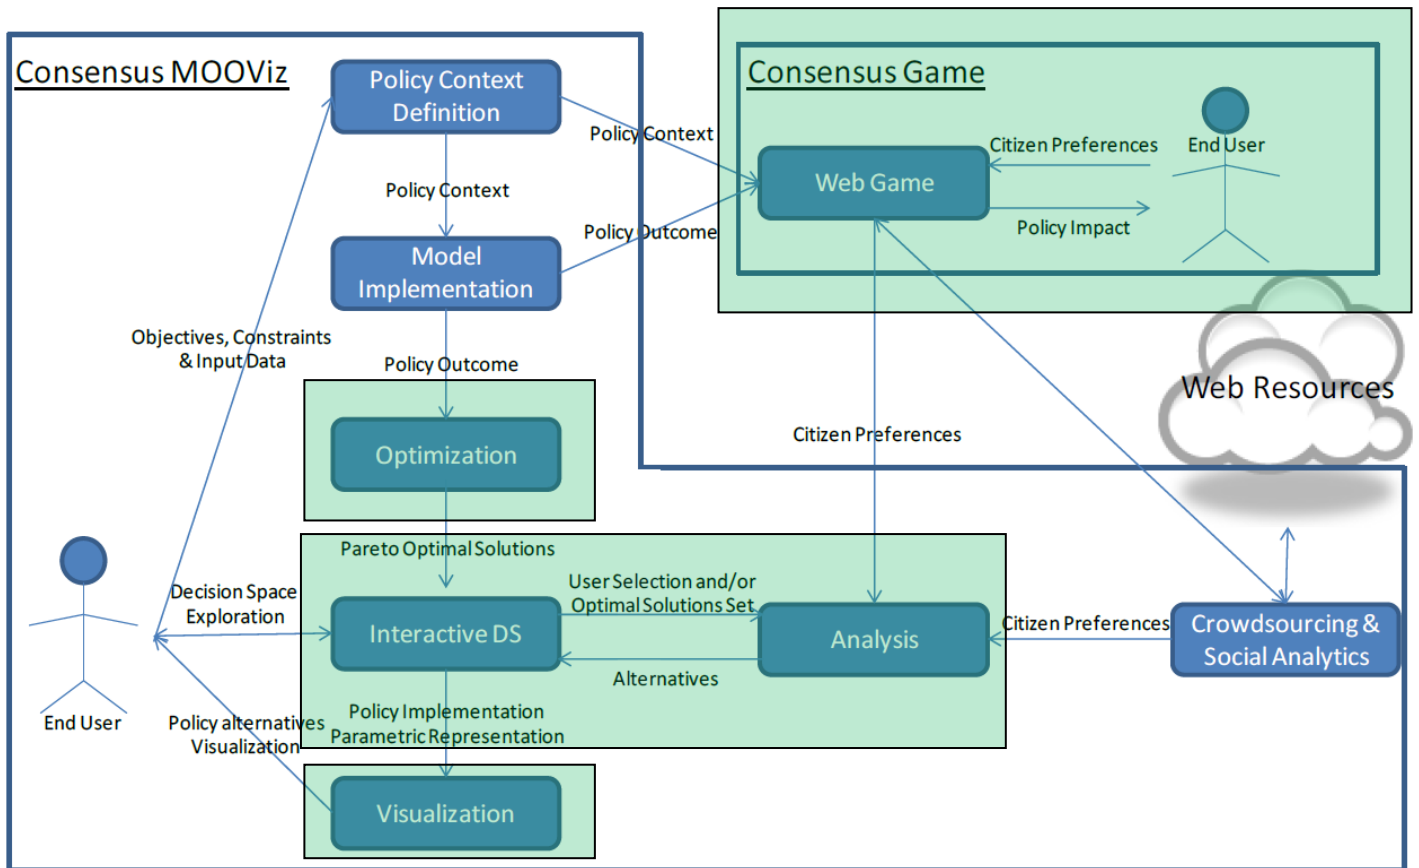 Consensus MOOViz
Policy Context
Definition
Consensus Game
Policy Context
Citizen Preferences
End User
Web Game
Policy Context
Policy Outcome
Policy Impact
Model
Implementation
Objectives, Constraints
& Input Data
Policy Outcome
Web Resources
Optimization
Citizen Preferences
Pareto Optimal Solutions
Decision Space
Exploration
User Selection and/or
Optimal Solutions Set
Interactive DS
Analysis
Citizen Preferences
Crowdsourcing &
Social Analytics
Alternatives
End User
Policy alternatives
Visualization
Policy Implementation
Parametric Representation
Visualization